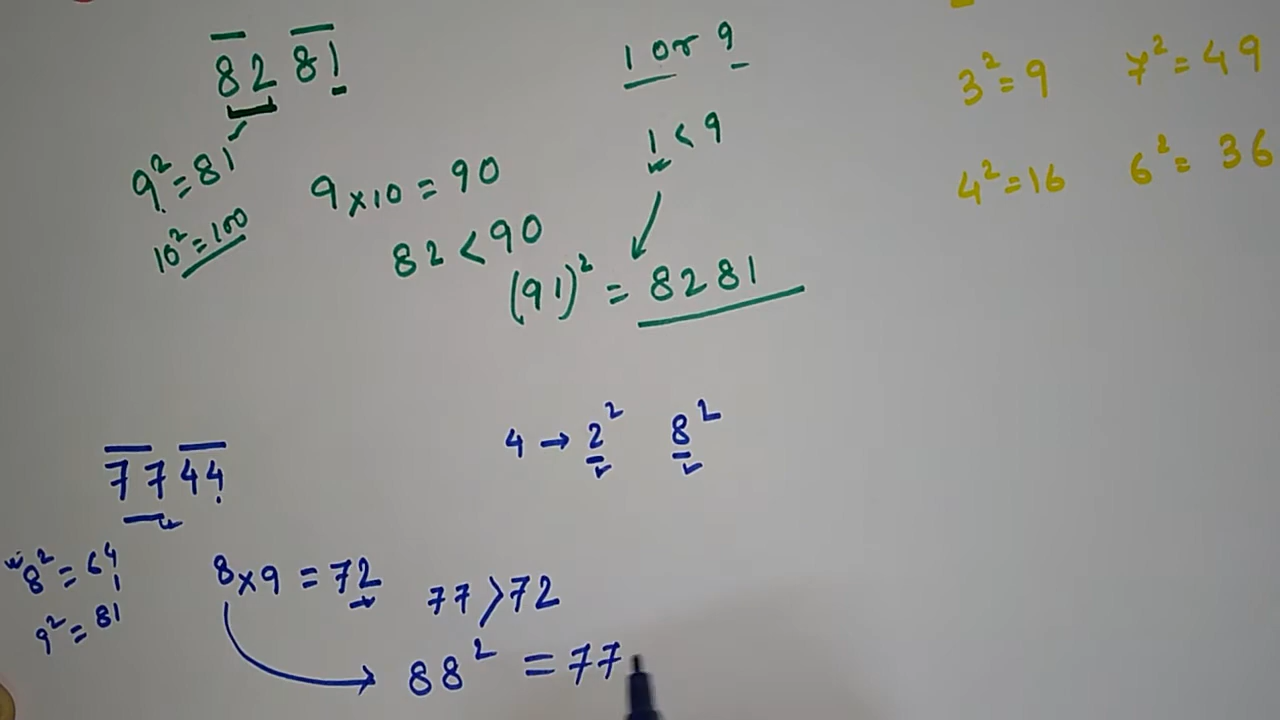 82 81
1 or 9
3² = 9
7² = 49
1 < 9
9² = 81
9 x 10 = 90
4² = 16
6² = 36
10² = 100
82 < 90
(91)² = 8281
4 → 2² 8²
7744
8² = 64
8 x 9 = 72
77 > 72
9² = 81
88² = 77